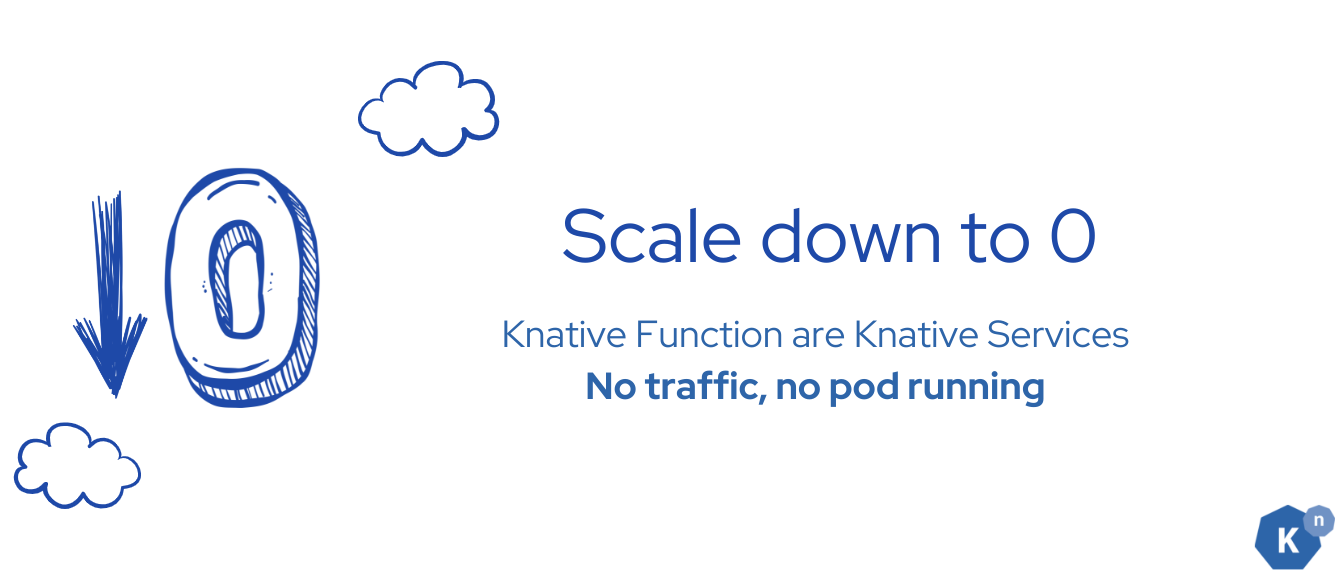 0
Scale down to 0
Knative Function are Knative Services
No traffic, no pod running
K n